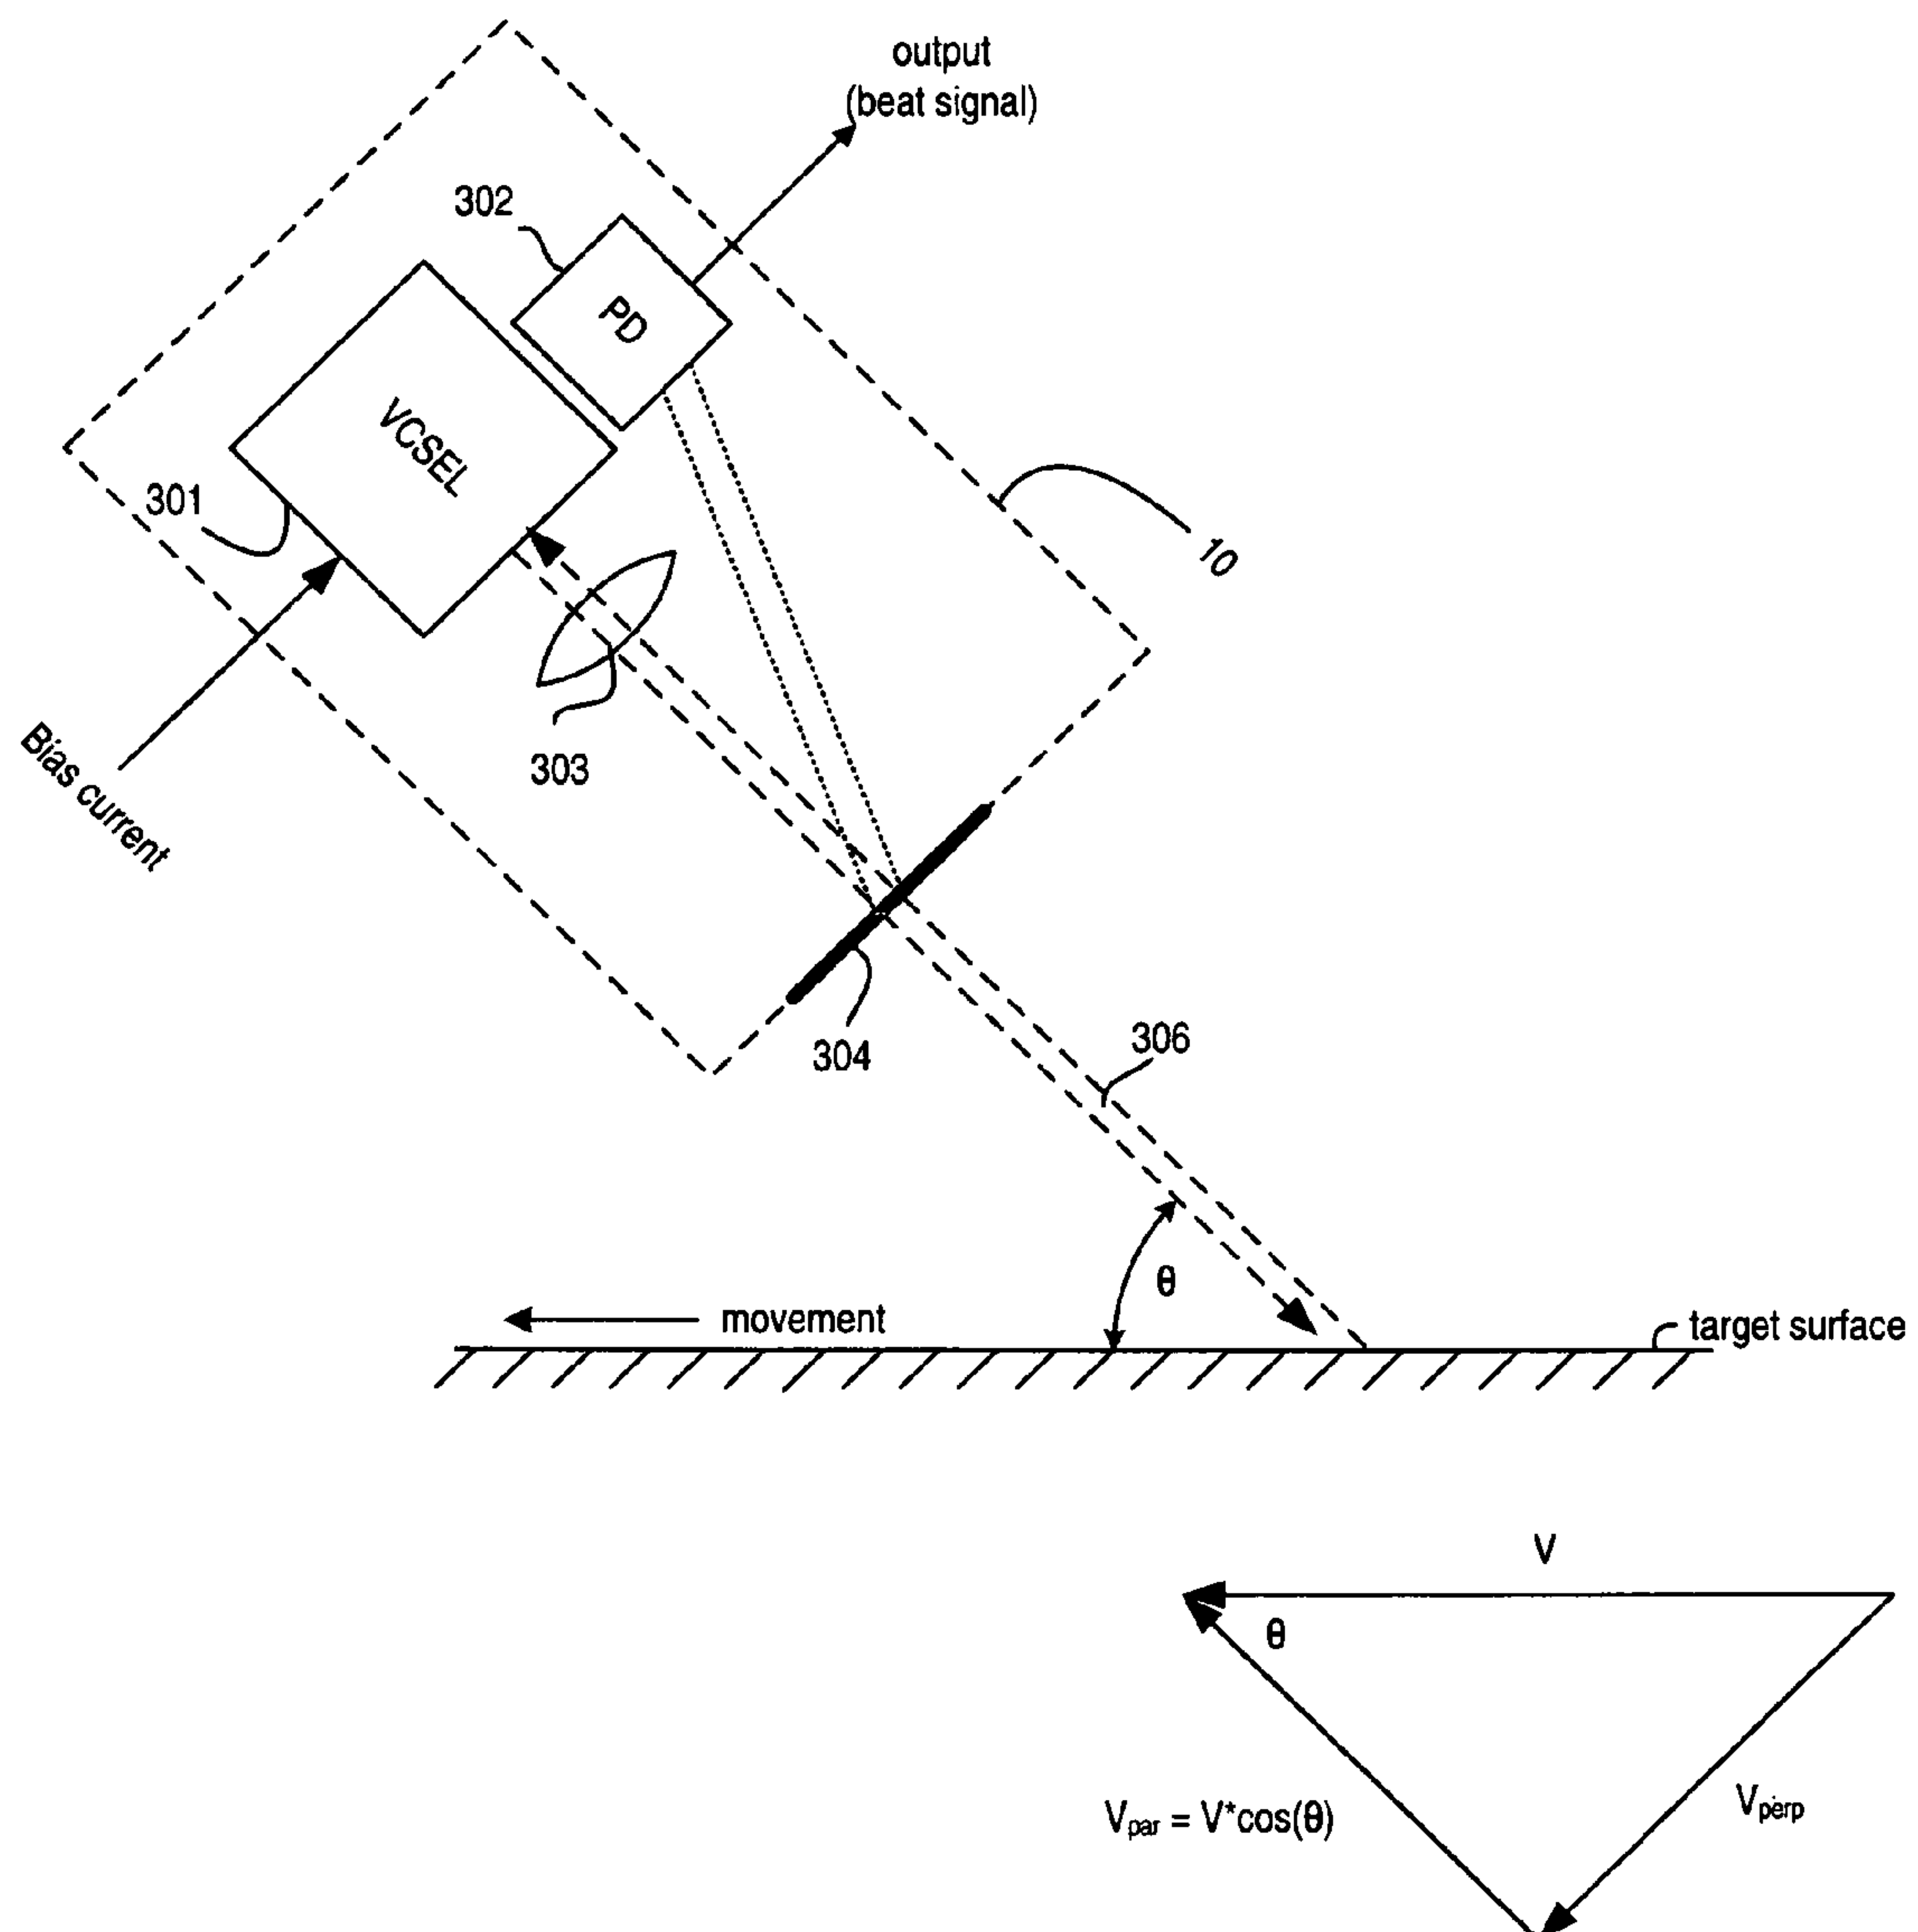 output
(beat signal)
302
PD
VCSEL
301
10
303
Bias current
304
306
θ
movement
target surface
V
θ
Vpar = V*cos(θ)
Vperp